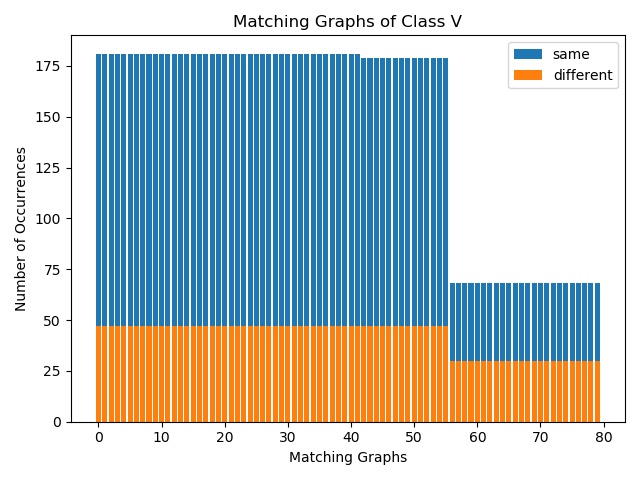 Matching Graphs of Class V
same
different
Number of Occurrences
175
150
125
100
75
50
25
0
0 10 20 30 40 50 60 70 80
Matching Graphs